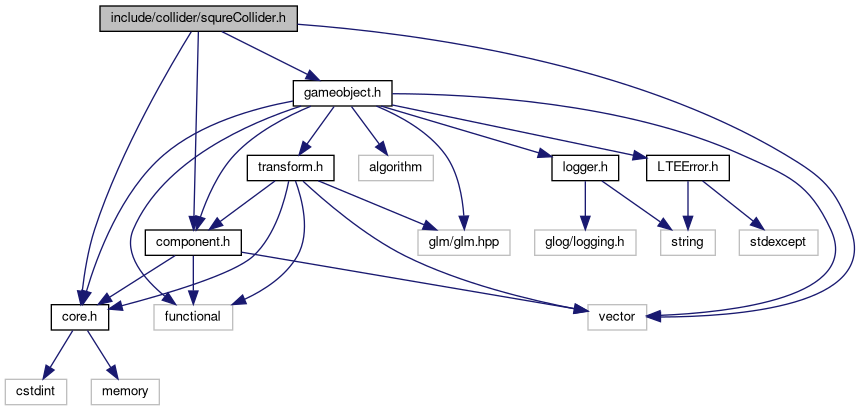 include/collider/squreCollider.h
gameobject.h
transform.h
algorithm
logger.h
LTEError.h
component.h
glm/glm.hpp
glog/logging.h
string
stdexcept
core.h
functional
vector
cstdint
memory